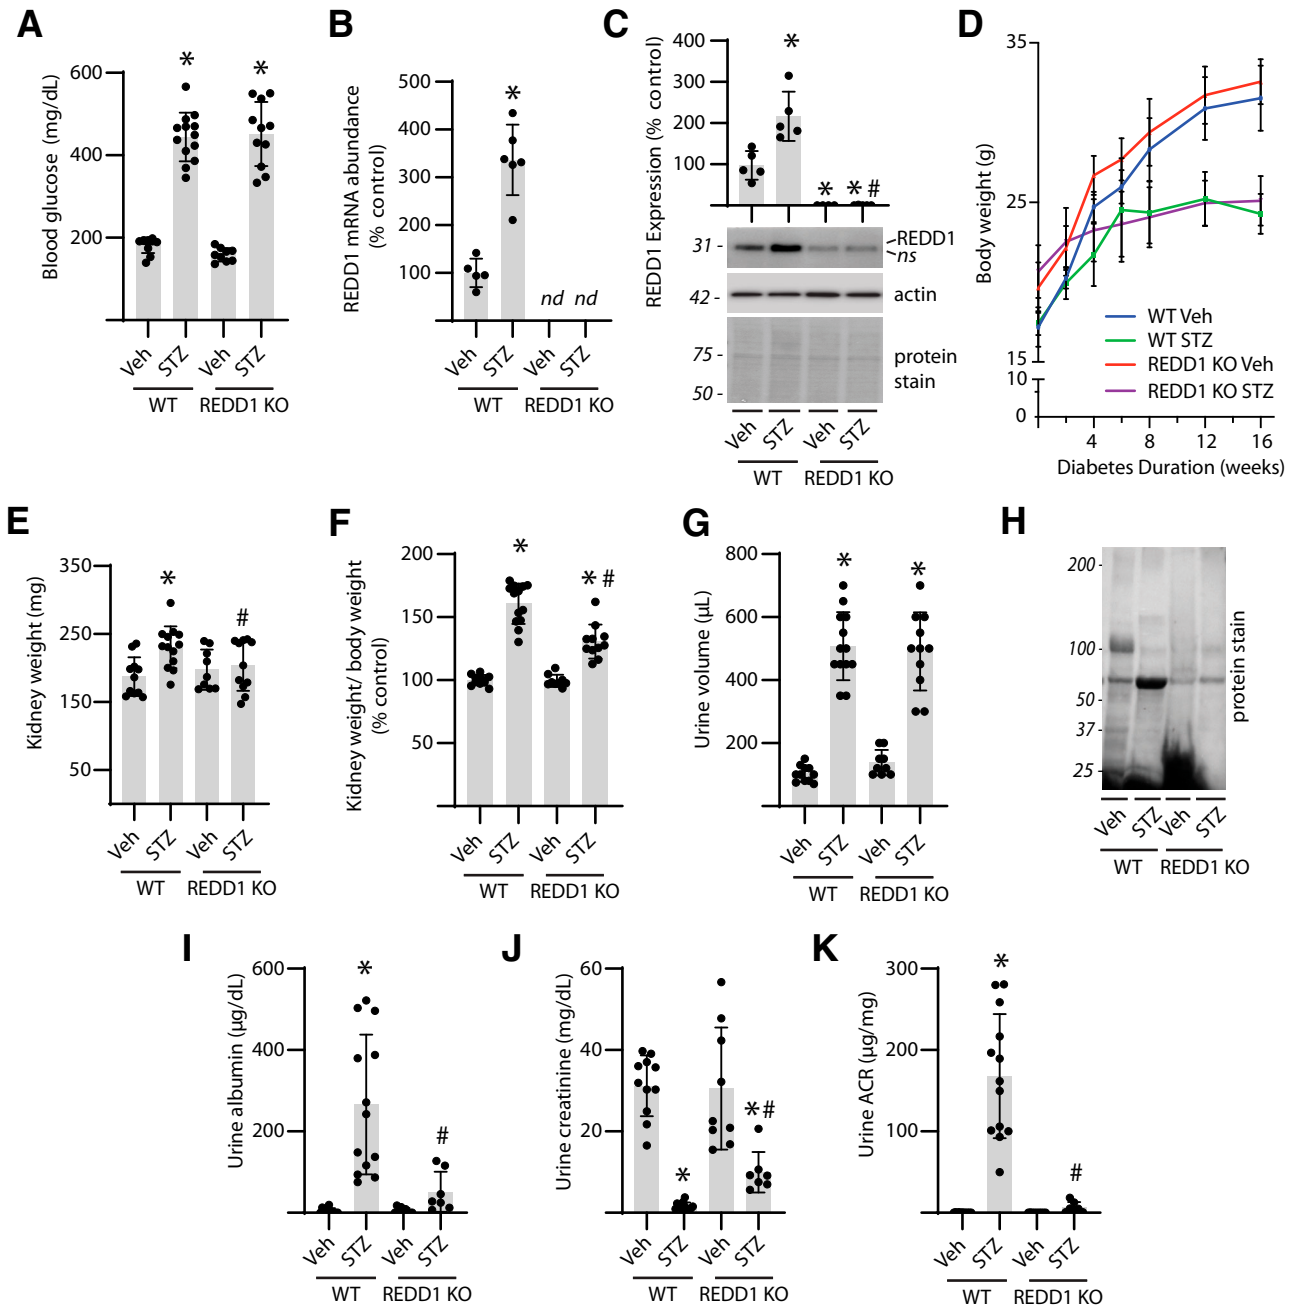 A
Blood glucose (mg/dL)
600
400
200
*
*
Veh
STZ
Veh
STZ
WT
REDD1 KO
B
REDD1 mRNA abundance
(% control)
500
400
300
200
100
*
nd
nd
Veh
STZ
Veh
STZ
WT
REDD1 KO
C
REDD1 Expression (% control)
400
300
200
100
*
*
* #
31 -
REDD1
ns
42 -
actin
75 -
50 -
protein
stain
Veh
STZ
Veh
STZ
WT
REDD1 KO
D
Body weight (g)
35
25
15
10
0
WT Veh
WT STZ
REDD1 KO Veh
REDD1 KO STZ
4
8
12
16
Diabetes Duration (weeks)
E
Kidney weight (mg)
350
250
150
50
*
#
Veh
STZ
Veh
STZ
WT
REDD1 KO
F
Kidney weight/ body weight
(% control)
200
150
100
50
*
* #
Veh
STZ
Veh
STZ
WT
REDD1 KO
G
Urine volume (µL)
800
600
400
200
*
*
Veh
STZ
Veh
STZ
WT
REDD1 KO
H
200-
100-
50-
37-
25-
protein stain
Veh
STZ
Veh
STZ
WT
REDD1 KO
I
Urine albumin (µg/dL)
600
400
200
*
#
Veh
STZ
Veh
STZ
WT
REDD1 KO
J
Urine creatinine (mg/dL)
60
40
20
*
*#
Veh
STZ
Veh
STZ
WT
REDD1 KO
K
Urine ACR (µg/mg)
300
200
100
*
#
Veh
STZ
Veh
STZ
WT
REDD1 KO